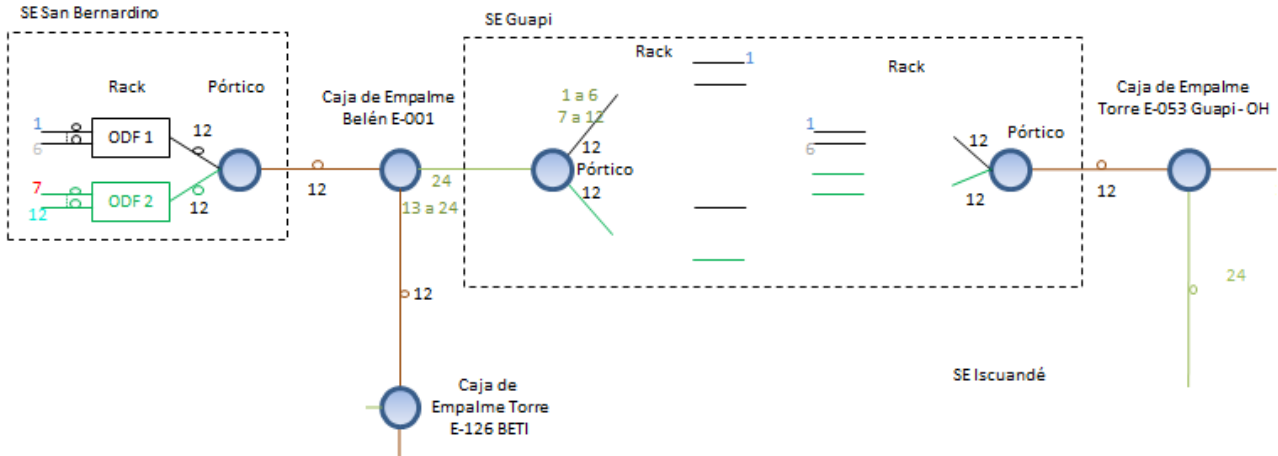 SE San Bernardino
Rack
Pórtico
1
6
ODF 1
12
7
12
ODF 2
12
12
Caja de Empalme
Belén E-001
24
13 a 24
12
Caja de
Empalme Torre
E-126 BETI
SE Guapi
1 a 6
7 a 12
12
Pórtico
12
Rack
1
1
6
Rack
12
Pórtico
12
12
Caja de Empalme
Torre E-053 Guapi - OH
24
SE Iscuandé